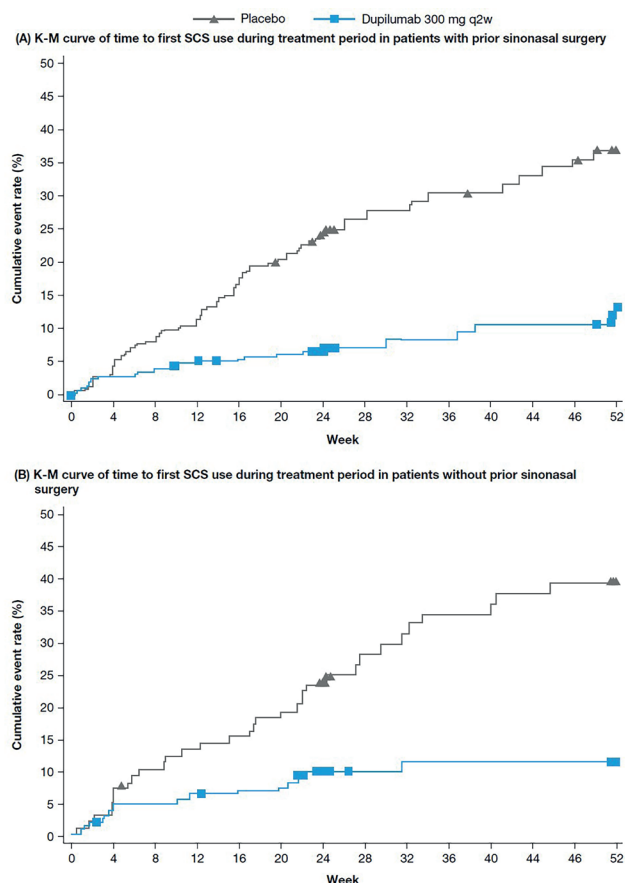 Placebo Dupilumab 300 mg q2w
(A) K-M curve of time to first SCS use during treatment period in patients with prior sinonasal surgery
50
45
40
35
30
25
20
15
10
5
0
Cumulative event rate (%)
0 4 8 12 16 20 24 28 32 36 40 44 46 52
Week
(B) K-M curve of time to first SCS use during treatment period in patients without prior sinonasal
surgery
50
45
40
35
30
25
20
15
10
5
0
Cumulative event rate (%)
0 4 8 12 16 20 24 28 32 36 40 44 46 52
Week